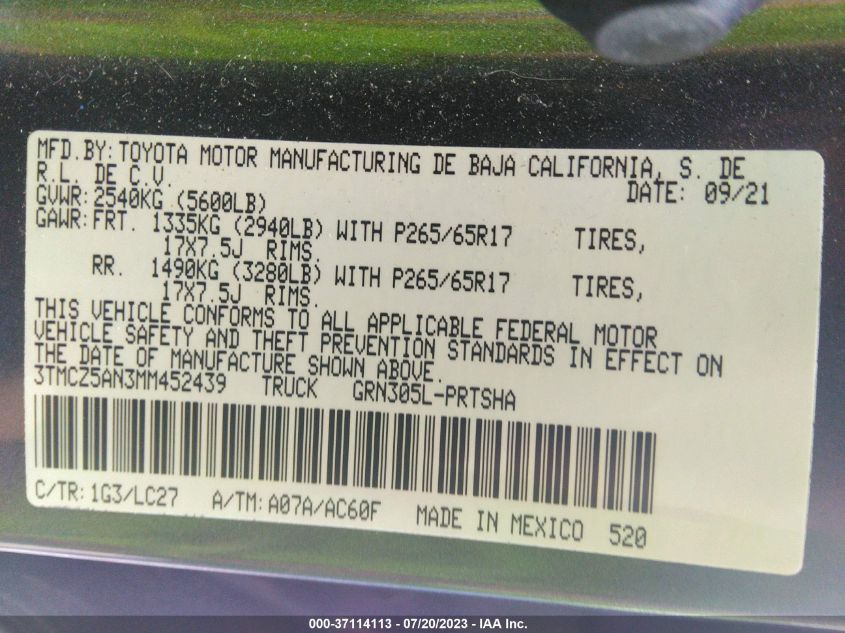 MFD.BY: TOYOTA MOTOR MANUFACTURING DE BAJA CALIFORNIA, S. DE
R.L. DE C.V. DATE: 09/21
GVWR: 2540KG (5600LB)
GAWR: FRT. 1335KG (2940LB) WITH P265/65R17 TIRES,
17X7.5J RIMS.
RR. 1490KG (3280LB) WITH P265/65R17 TIRES,
17X7.5J RIMS.
THIS VEHICLE CONFORMS TO ALL APPLICABLE FEDERAL MOTOR
VEHICLE SAFETY AND THEFT PREVENTION STANDARDS IN EFFECT ON
THE DATE OF MANUFACTURE SHOWN ABOVE.
3TMCZ5AN3MM452439 TRUCK GRN305L-PRTSHA
C/TR: 1G3/LC27 A/TM: A07A/AC60F MADE IN MEXICO 520
000-37114113 - 07/20/2023 - IAA Inc.